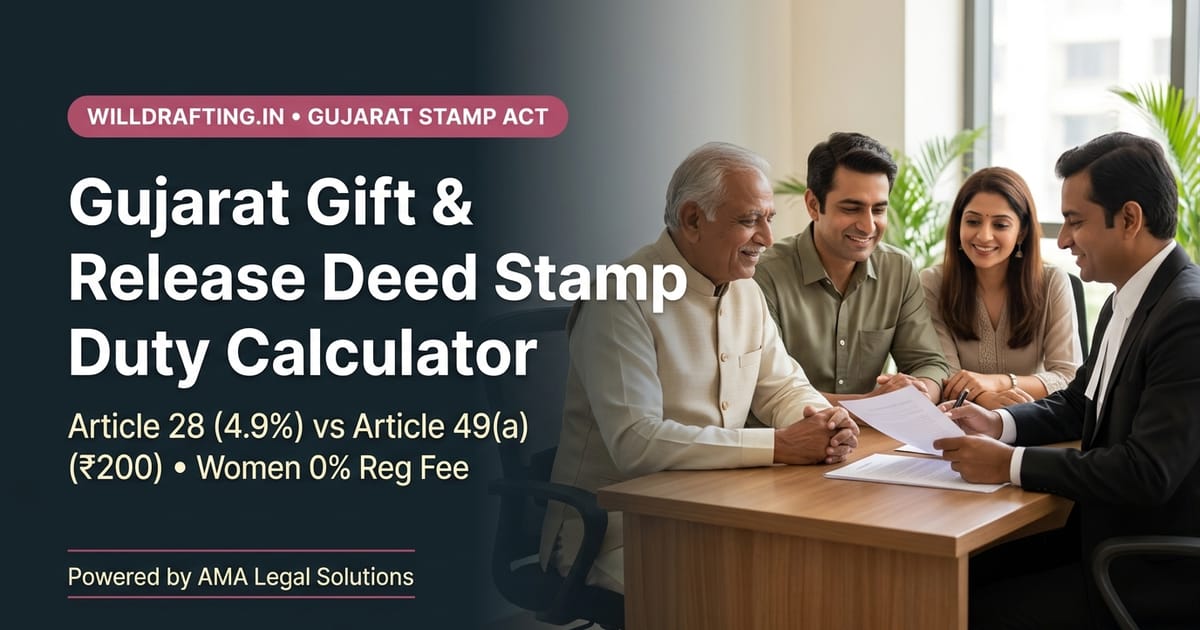 WILLDRAFTING.IN • GUJARAT STAMP ACT
Gujarat Gift &
Release Deed Stamp
Duty Calculator
Article 28 (4.9%) vs Article 49(a)
(₹200) • Women 0% Reg Fee
Powered by AMA Legal Solutions